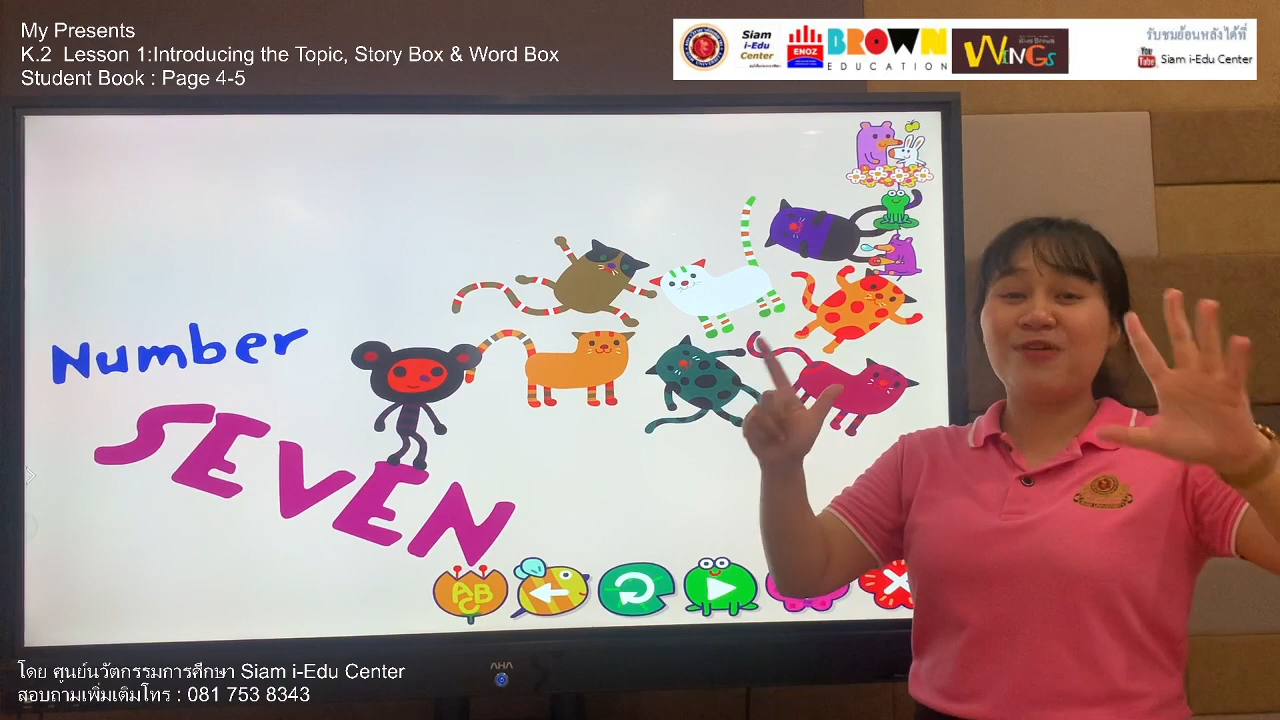 My Presents
K.2 Lesson 1:Introducing the Topic, Story Box & Word Box
Student Book : Page 4-5
Siam
i-Edu
Center
ENOZ
BROWN
EDUCATION
WiNGs
รับชมย้อนหลังได้ที่
You
Tube
Siam i-Edu Center
Number
SEVEN
AB
AHA
โดย ศูนย์นวัตกรรมการศึกษา Siam i-Edu Center
สอบถามเพิ่มเติมโทร : 081 753 8343